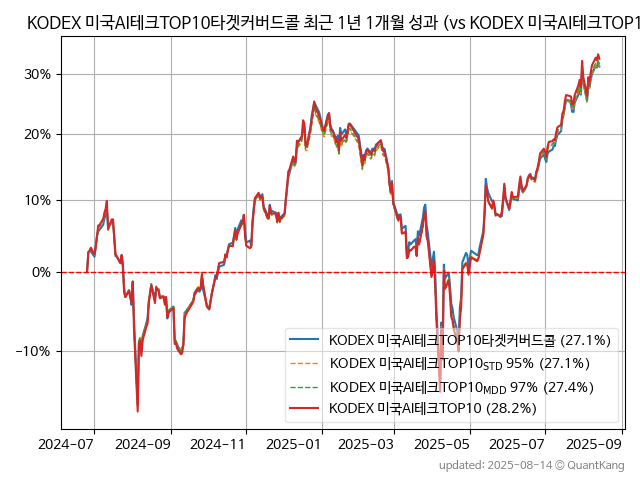 KODEX 미국AI테크TOP10타겟커버드콜 최근 1년 1개월 성과 (vs KODEX 미국AI테크TOP1
30%
20%
10%
0%
−10%
KODEX 미국AI테크TOP10타겟커버드콜 (27.1%)
KODEX 미국AI테크TOP10STD 95% (27.1%)
KODEX 미국AI테크TOP10MDD 97% (27.4%)
KODEX 미국AI테크TOP10 (28.2%)
2024-07 2024-09 2024-11 2025-01 2025-03 2025-05 2025-07 2025-09
updated: 2025-08-14 © QuantKang